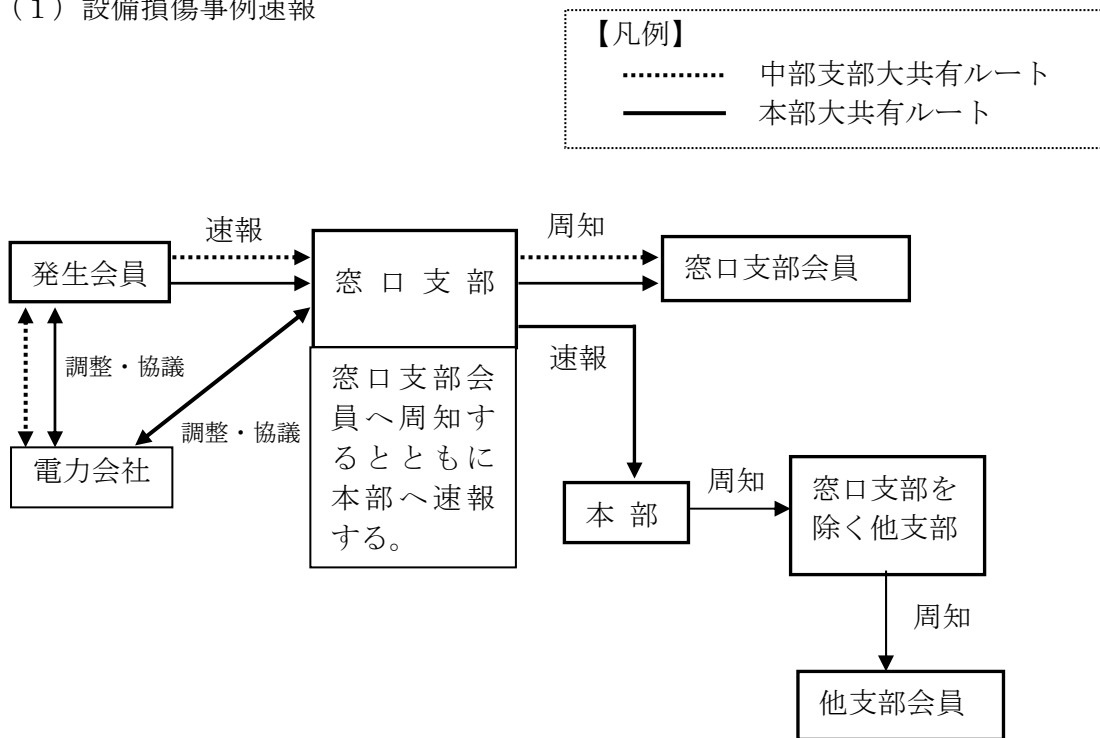 （１）設備損傷事例速報
【凡例】
中部支部大共有ルート
本部大共有ルート
速報
周知
発生会員
窓口支部
窓口支部会員
調整・協議
速報
窓口支部会
員へ周知す
るとともに
本部へ速報
する。
調整・協議
電力会社
周知
本部
窓口支部を
除く他支部
周知
他支部会員